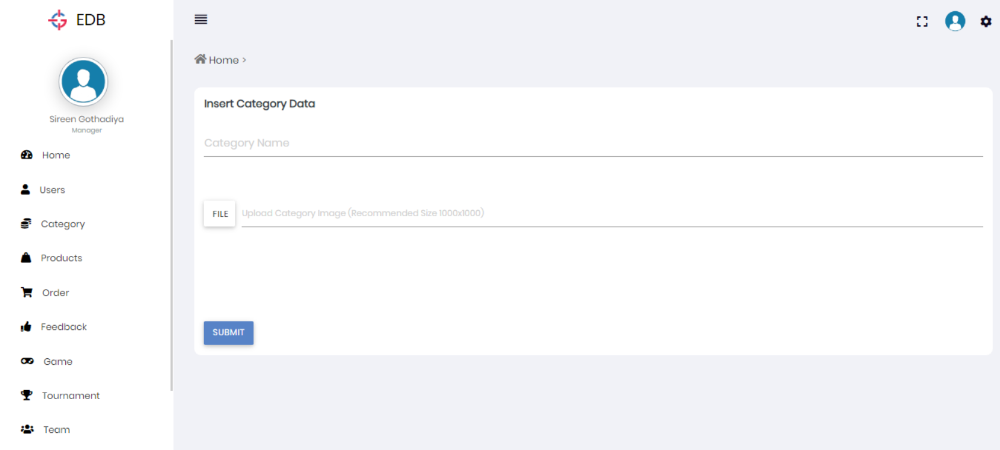 EDB
Sireen Gothadiya
Manager
Home
Users
Category
Products
Order
Feedback
Game
Tournament
Team
Home >
Insert Category Data
Category Name
FILE Upload Category Image (Recommended Size 1000x1000)
SUBMIT